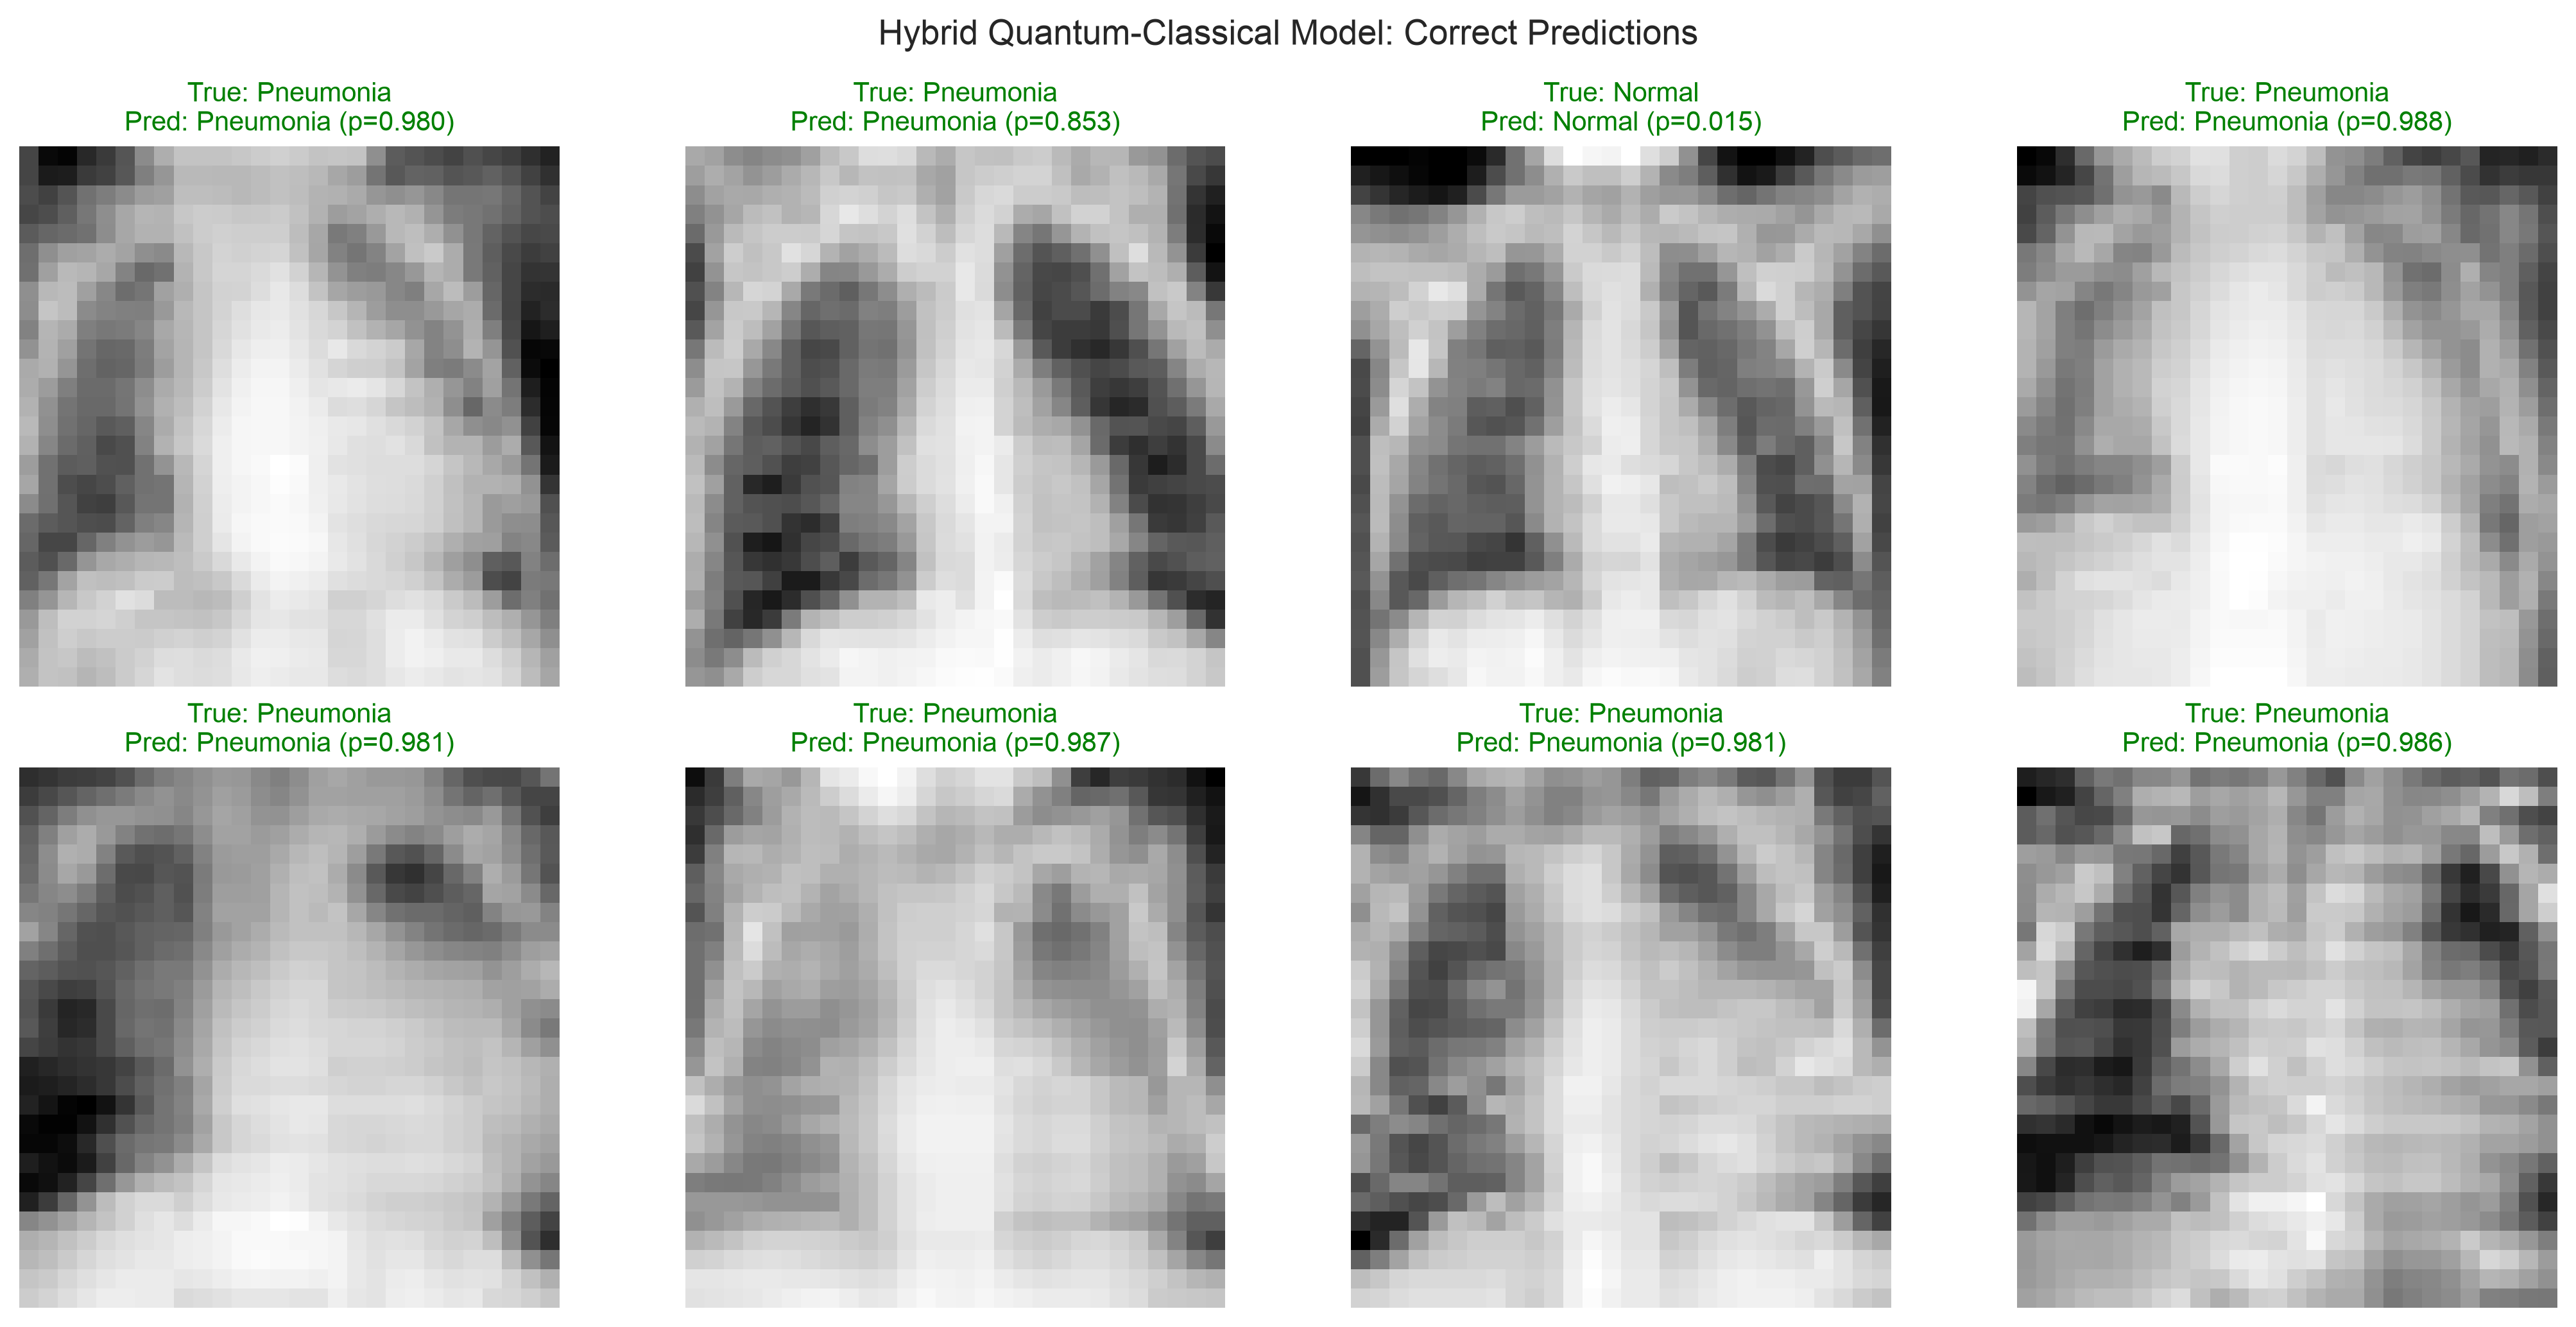 Hybrid Quantum-Classical Model: Correct Predictions
True: Pneumonia
Pred: Pneumonia (p=0.980)
True: Pneumonia
Pred: Pneumonia (p=0.853)
True: Normal
Pred: Normal (p=0.015)
True: Pneumonia
Pred: Pneumonia (p=0.988)
True: Pneumonia
Pred: Pneumonia (p=0.981)
True: Pneumonia
Pred: Pneumonia (p=0.987)
True: Pneumonia
Pred: Pneumonia (p=0.981)
True: Pneumonia
Pred: Pneumonia (p=0.986)